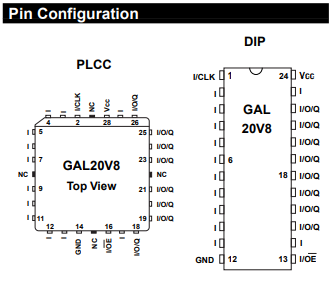 Pin Configuration
DIP
PLCC
I I I/CLK NC Vcc I I/O/Q
4 2 28 26
I 5 25 I/O/Q
I I/O/Q
I 7 23 I/O/Q
NC GAL20V8 NC
I 9 Top View 21 I/O/Q
I I/O/Q
I 11 19 I/O/Q
12 14 16 18
I I GND NC I/OE I I/O/Q
I/CLK 1 24 Vcc
I I
I GAL I/O/Q
I 20V8 I/O/Q
I I/O/Q
I 6 I/O/Q
I 18 I/O/Q
I I/O/Q
I I/O/Q
I I/O/Q
I I
GND 12 13 I/OE